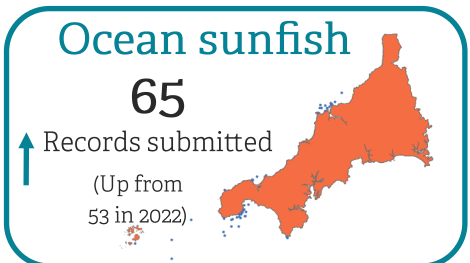 Ocean sunfish
65
Records submitted
(Up from
53 in 2022)